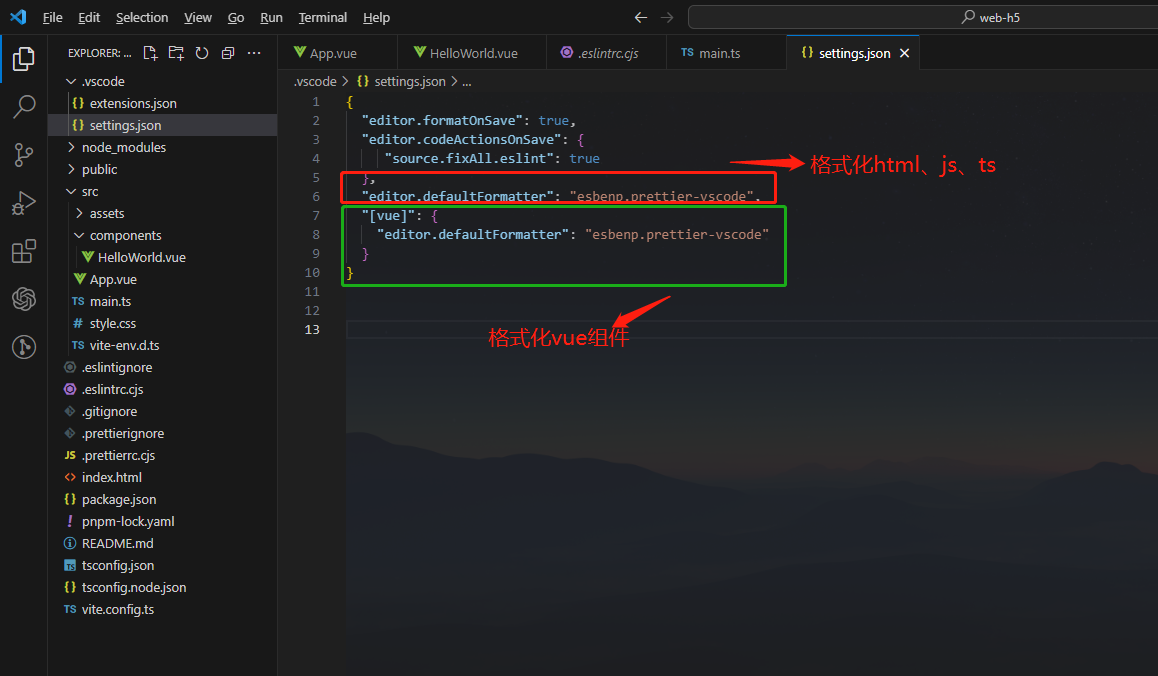 File Edit Selection View Go Run Terminal Help
web-h5
EXPLORER: ...
App.vue
HelloWorld.vue
.eslintrc.cjs
TS main.ts
{} settings.json
.vscode > {} settings.json > ...
.vscode
{} extensions.json
{} settings.json
node_modules
public
src
assets
components
HelloWorld.vue
App.vue
TS main.ts
# style.css
TS vite-env.d.ts
.eslintignore
.eslintrc.cjs
.gitignore
.prettierignore
JS .prettierrc.cjs
<> index.html
{} package.json
! pnpm-lock.yaml
README.md
TS tsconfig.json
{} tsconfig.node.json
TS vite.config.ts
1 {
2 "editor.formatOnSave": true,
3 "editor.codeActionsOnSave": {
4 "source.fixAll.eslint": true
5 },
6 "editor.defaultFormatter": "esbenp.prettier-vscode",
7 "[vue]": {
8 "editor.defaultFormatter": "esbenp.prettier-vscode"
9 }
10 }
11
12
13
格式化html、js、ts
格式化vue组件